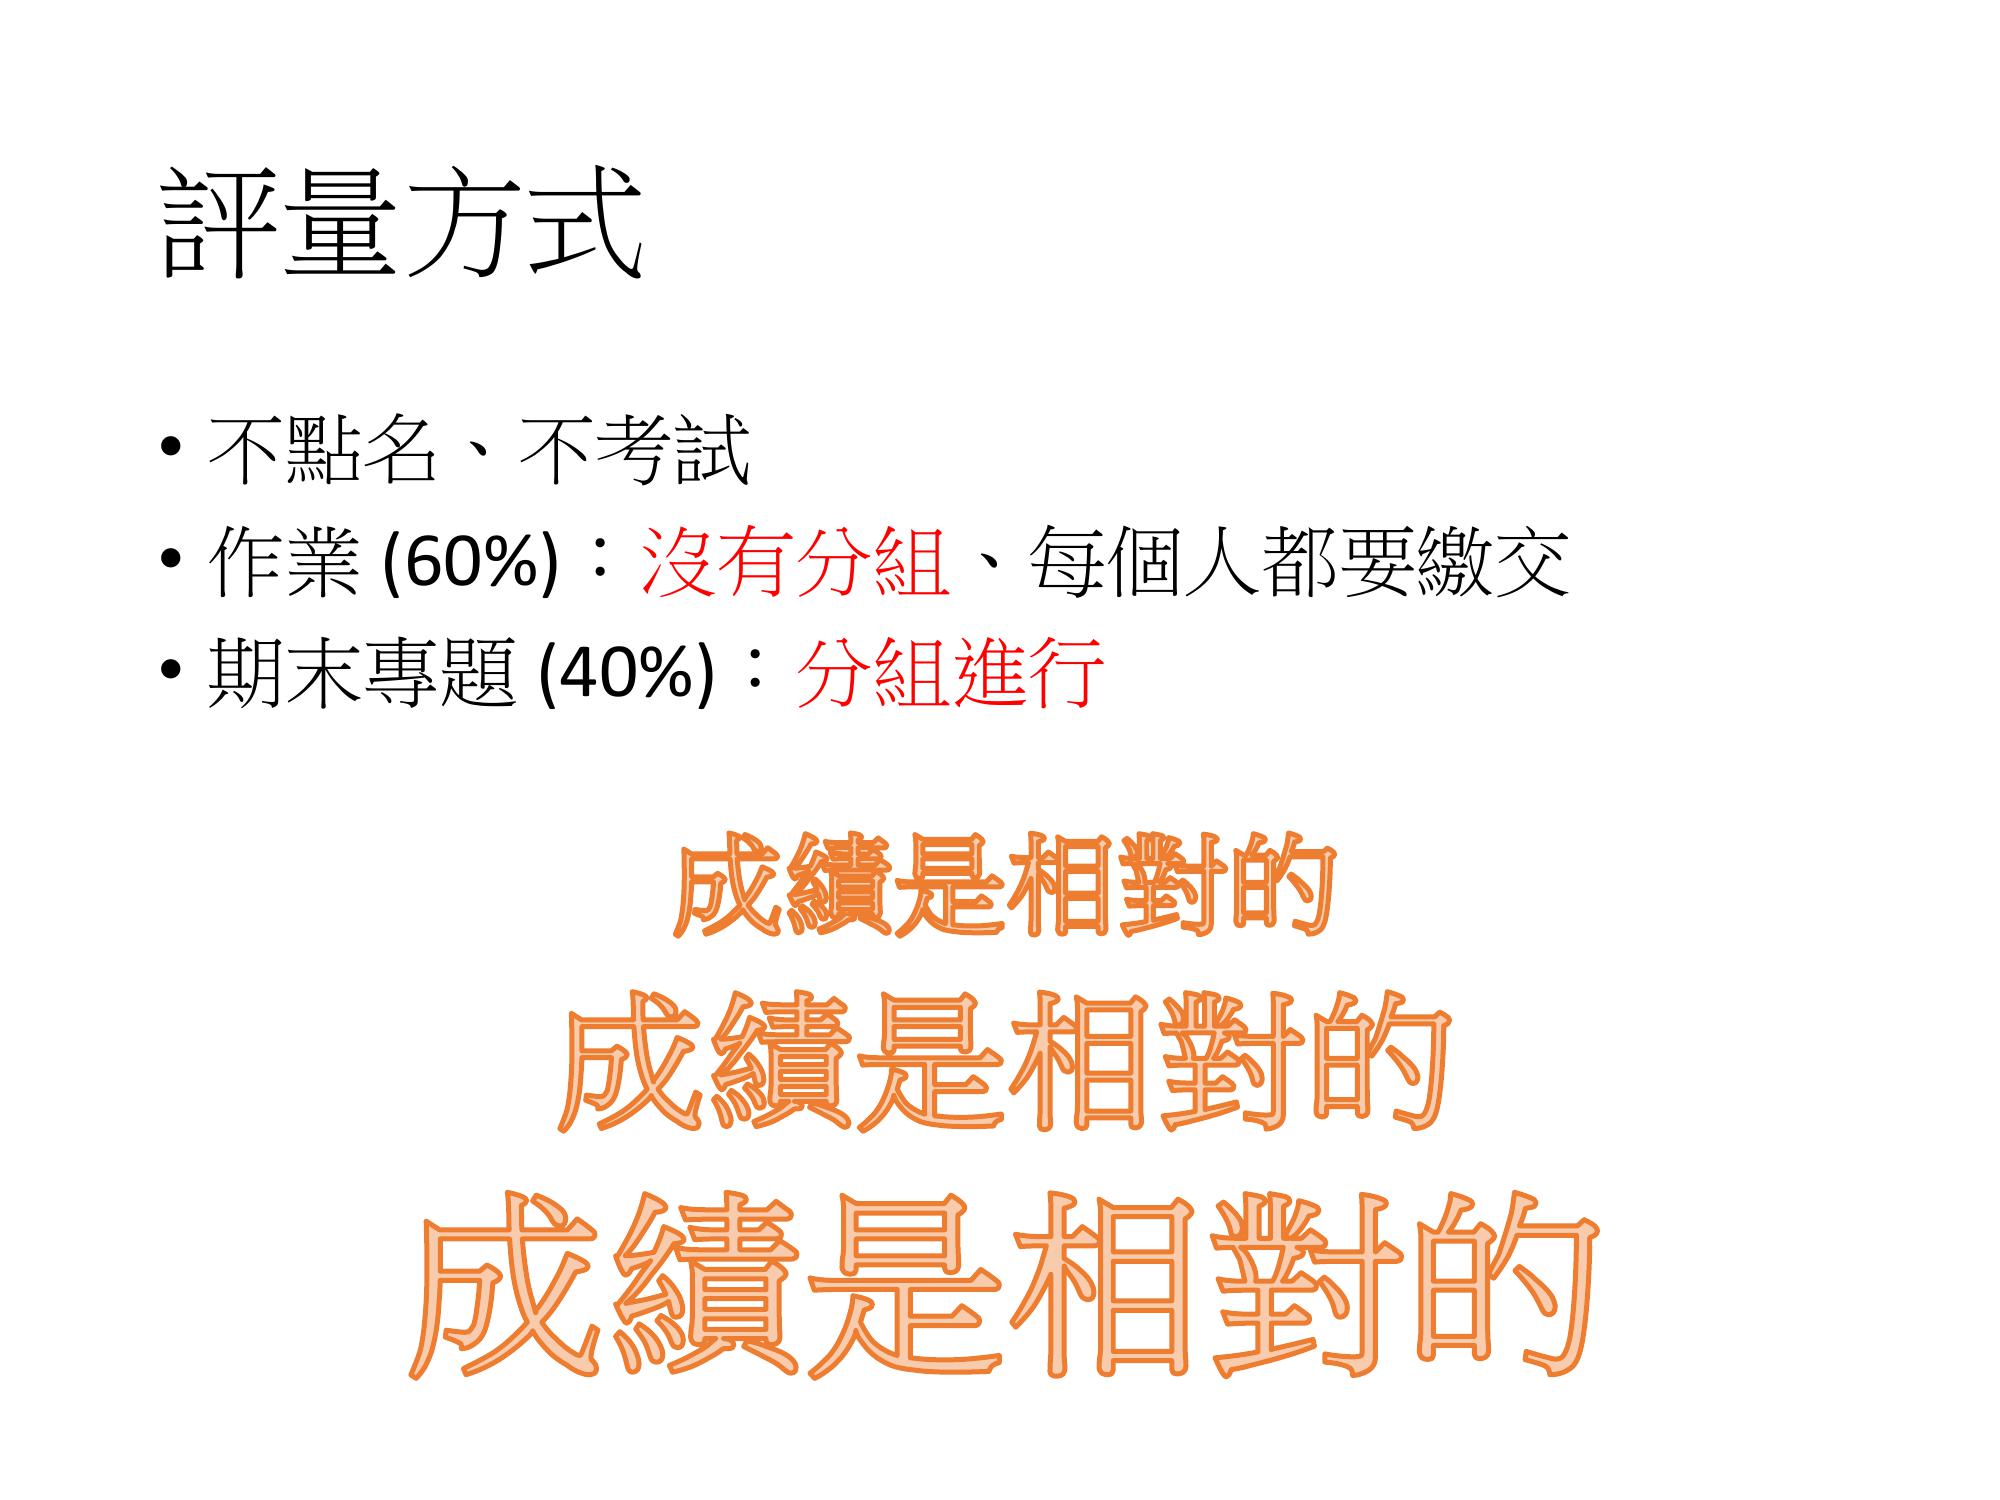 評量方式
• 不點名、不考試
• 作業 (60%)：沒有分組、每個人都要繳交
• 期末專題 (40%)：分組進行
成績是相對的
成績是相對的
成績是相對的